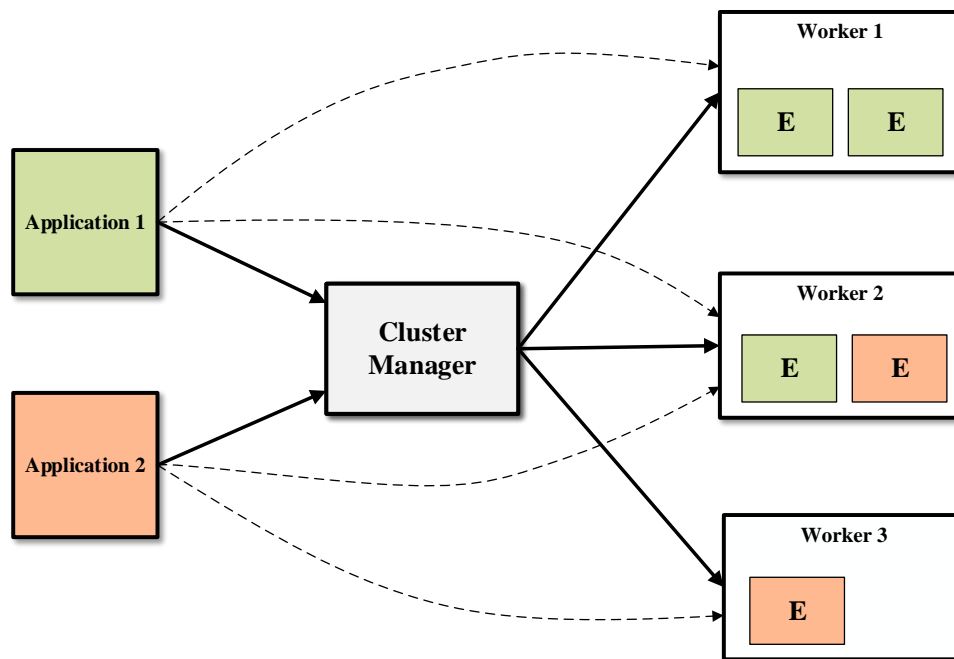 Worker 1
E E
Application 1
Worker 2
Cluster
Manager
E E
Application 2
Worker 3
E